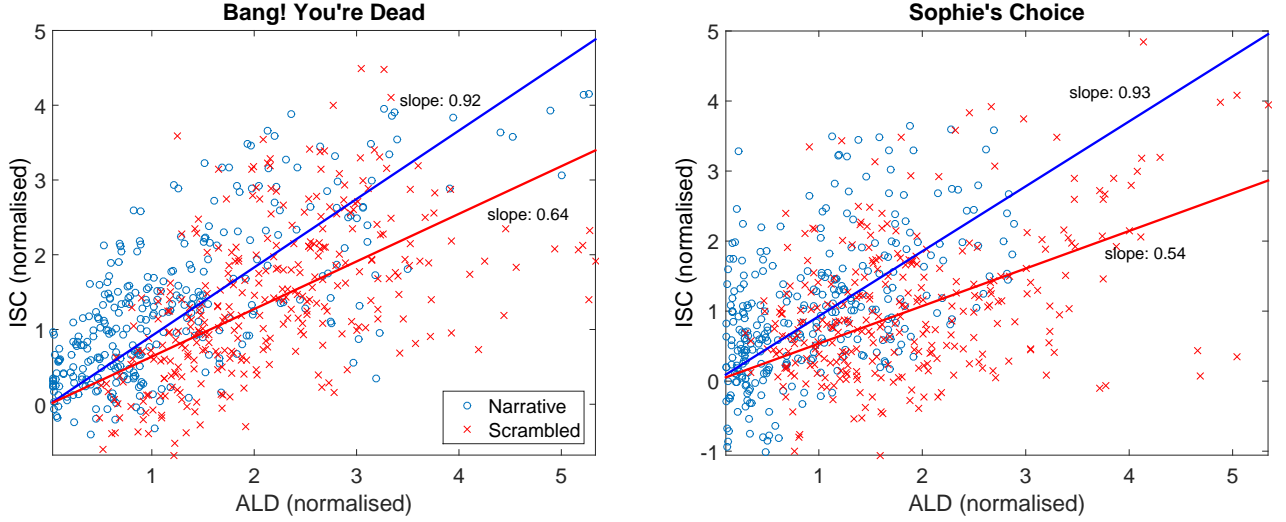 Bang! You're Dead
5
4
3
2
1
0
1
2
3
4
5
ISC (normalised)
ALD (normalised)
slope: 0.92
slope: 0.64
Narrative
Scrambled
Sophie's Choice
5
4
3
2
1
0
-1
1
2
3
4
5
ISC (normalised)
ALD (normalised)
slope: 0.93
slope: 0.54